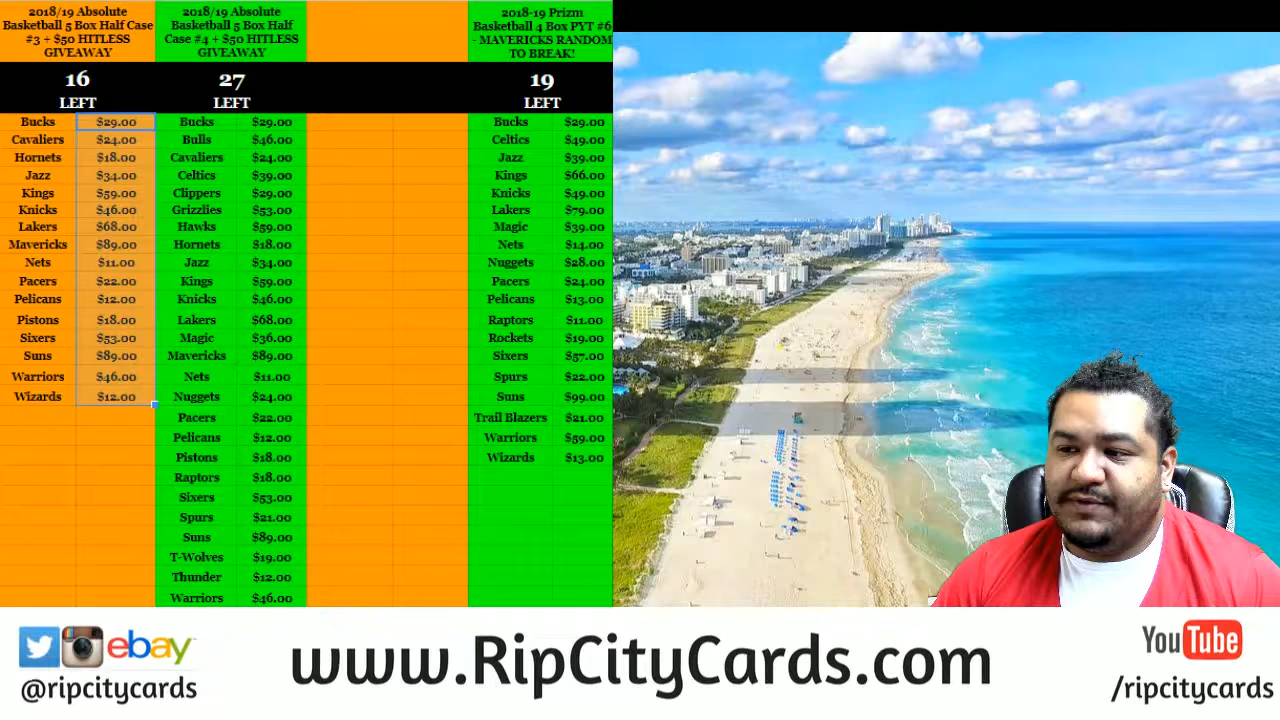 2018/19 Absolute
Basketball 5 Box Half Case
#3 + $50 HITLESS
GIVEAWAY
16
LEFT
Bucks $29.00
Cavaliers $24.00
Hornets $18.00
Jazz $34.00
Kings $59.00
Knicks $46.00
Lakers $68.00
Mavericks $89.00
Nets $11.00
Pacers $22.00
Pelicans $12.00
Pistons $18.00
Sixers $53.00
Suns $89.00
Warriors $46.00
Wizards $12.00
2018/19 Absolute
Basketball 5 Box Half
Case #4 + $50 HITLESS
GIVEAWAY
27
LEFT
Bucks $29.00
Bulls $46.00
Cavaliers $24.00
Celtics $39.00
Clippers $29.00
Grizzlies $53.00
Hawks $59.00
Hornets $18.00
Jazz $34.00
Kings $59.00
Knicks $46.00
Lakers $68.00
Magic $36.00
Mavericks $89.00
Nets $11.00
Nuggets $24.00
Pacers $22.00
Pelicans $12.00
Pistons $18.00
Raptors $18.00
Sixers $53.00
Spurs $21.00
Suns $89.00
T-Wolves $19.00
Thunder $12.00
Warriors $46.00
2018-19 Prizm
Basketball 4 Box PYT #6
- MAVERICKS RANDOM
TO BREAK!
19
LEFT
Bucks $29.00
Celtics $49.00
Jazz $39.00
Kings $66.00
Knicks $49.00
Lakers $79.00
Magic $39.00
Nets $14.00
Nuggets $28.00
Pacers $24.00
Pelicans $13.00
Raptors $11.00
Rockets $19.00
Sixers $57.00
Spurs $22.00
Suns $99.00
Trail Blazers $21.00
Warriors $59.00
Wizards $13.00
ebay
@ripcitycards
www.RipCityCards.com
YouTube
/ripcitycards